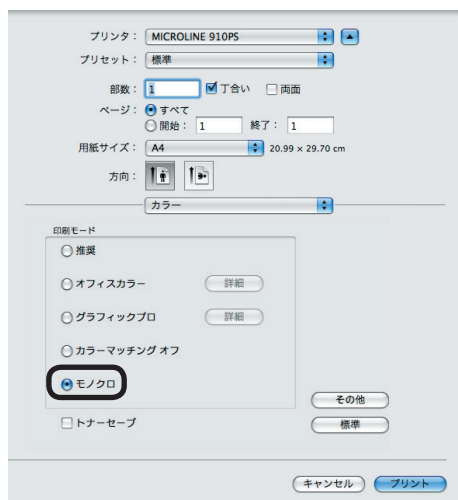 プリンタ： MICROLINE 910PS
プリセット： 標準
部数： 1 丁合い 両面
ページ： すべて
開始： 1 終了： 1
用紙サイズ： A4 20.99 x 29.70 cm
方向：
カラー
印刷モード
推奨
オフィスカラー 詳細
グラフィックプロ 詳細
カラーマッチング オフ
モノクロ
その他
トナーセーブ 標準
キャンセル プリント